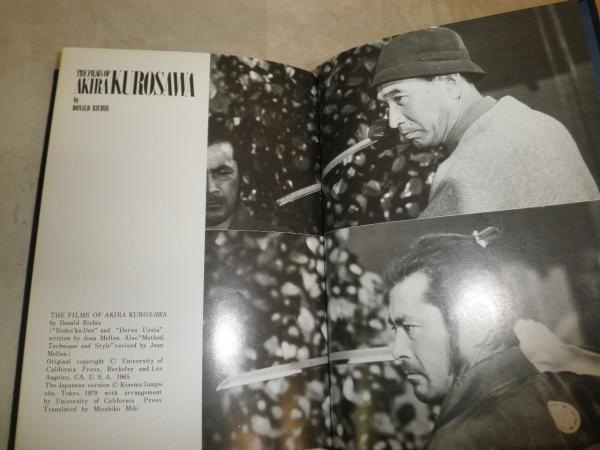 THE FILMS OF
AKIRA KUROSAWA
by
DONALD RICHIE
THE FILMS OF AKIRA KUROSAWA
by Donald Richie
("Dodes'ka-Den" and "Dersu Uzala"
written by Joan Mellen. Also "Method,
Technique and Style" revised by Joan
Mellen.)
Original copyright © University of
California Press, Berkeley and Los
Angeles, CA, U. S. A. 1965
The Japanese version © Kinema Jumpo-
sha, Tokyo. 1979 with arrangement
by University of California Press
Translated by Miyahiko Miki